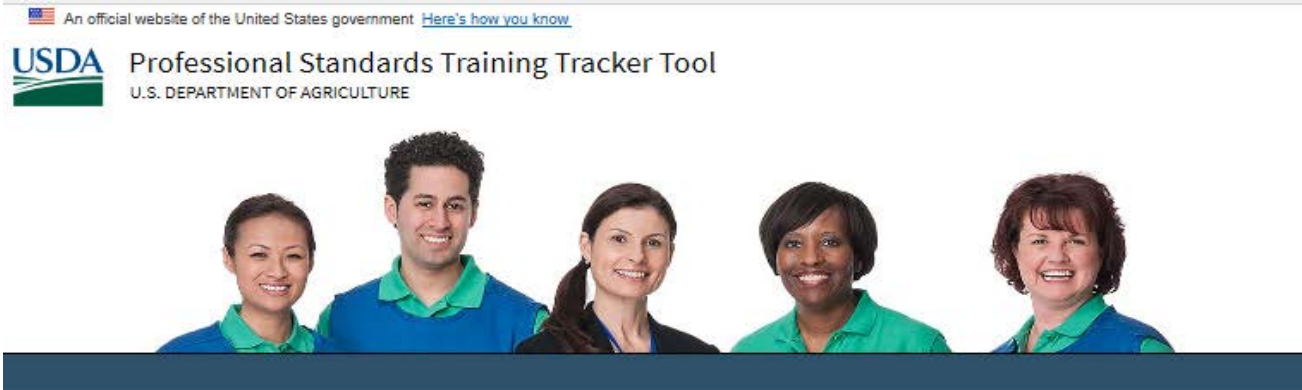 An official website of the United States government Here's how you know
USDA
Professional Standards Training Tracker Tool
U.S. DEPARTMENT OF AGRICULTURE